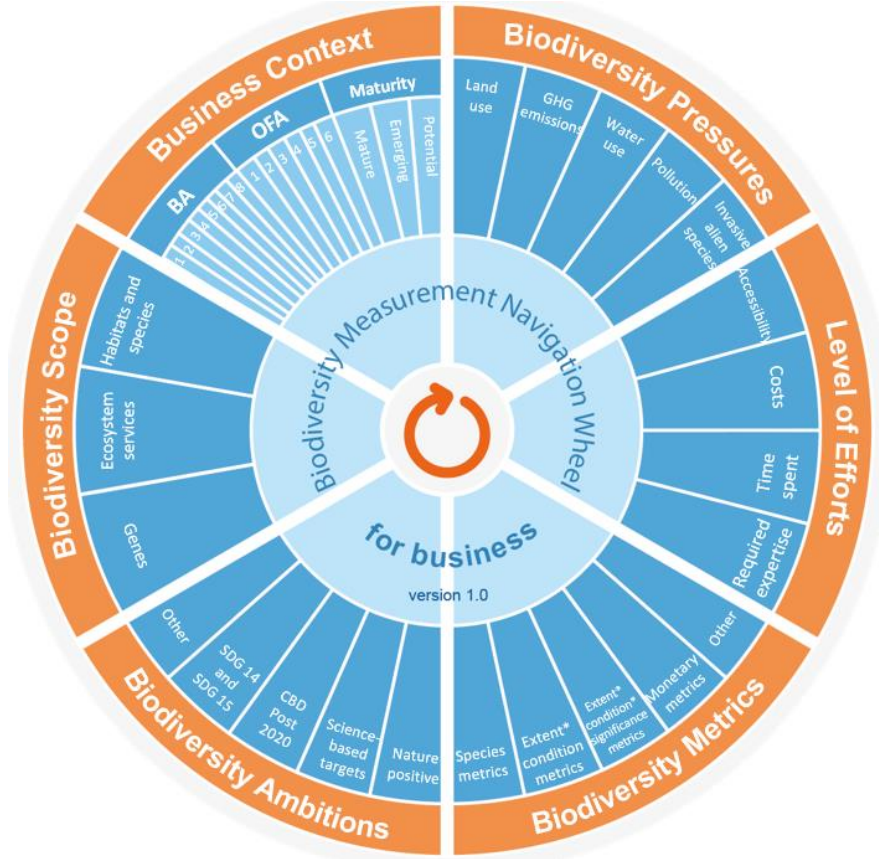 Business Context
BA
1
2
3
4
5
6
7
8
OFA
1
2
3
4
5
6
Maturity
Mature
Emerging
Potential
Biodiversity Pressures
Land
use
GHG
emissions
Water
use
Pollution
Invasive
alien
species
Level of Efforts
Accessibility
Costs
Time
spent
Required
expertise
Biodiversity Metrics
Other
Monetary
metrics
Extent*
condition*
significance
metrics
Extent*
condition
metrics
Species
metrics
Biodiversity Ambitions
Nature
positive
Science-
based
targets
CBD
Post
2020
SDG 14
and
SDG 15
Other
Biodiversity Scope
Genes
Ecosystem
services
Habitats and
species
Biodiversity Measurement Navigation Wheel
for business
version 1.0